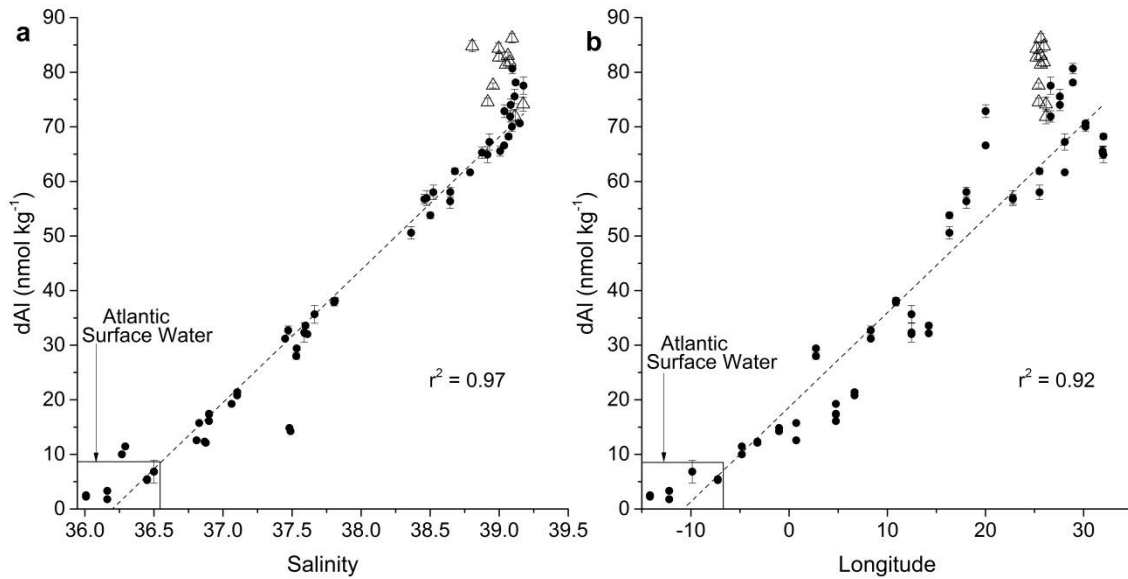 a
90
80
70
60
50
40
30
20
10
0
dAl (nmol kg-1)
Atlantic
Surface Water
r2 = 0.97
36.0 36.5 37.0 37.5 38.0 38.5 39.0 39.5
Salinity
b
90
80
70
60
50
40
30
20
10
0
dAl (nmol kg-1)
Atlantic
Surface Water
r2 = 0.92
-10 0 10 20 30
Longitude